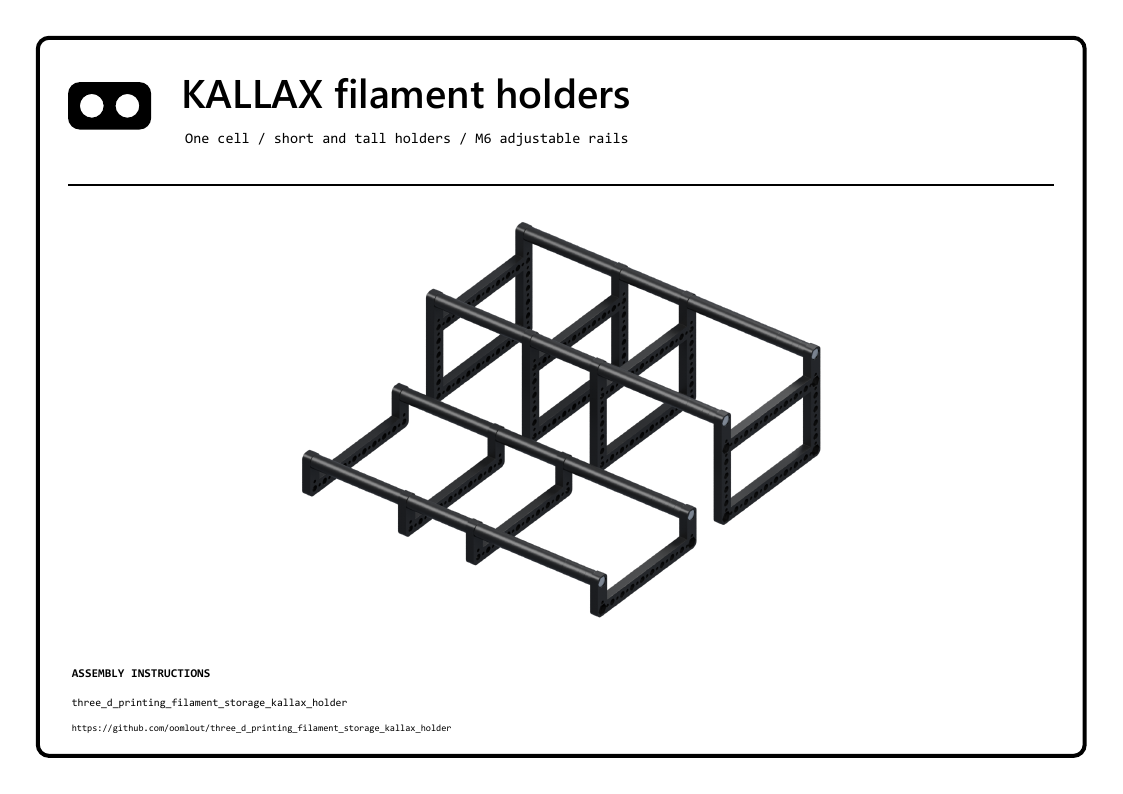 KALLAX filament holders
One cell / short and tall holders / M6 adjustable rails
ASSEMBLY INSTRUCTIONS
three_d_printing_filament_storage_kallax_holder
https://github.com/oomlout/three_d_printing_filament_storage_kallax_holder